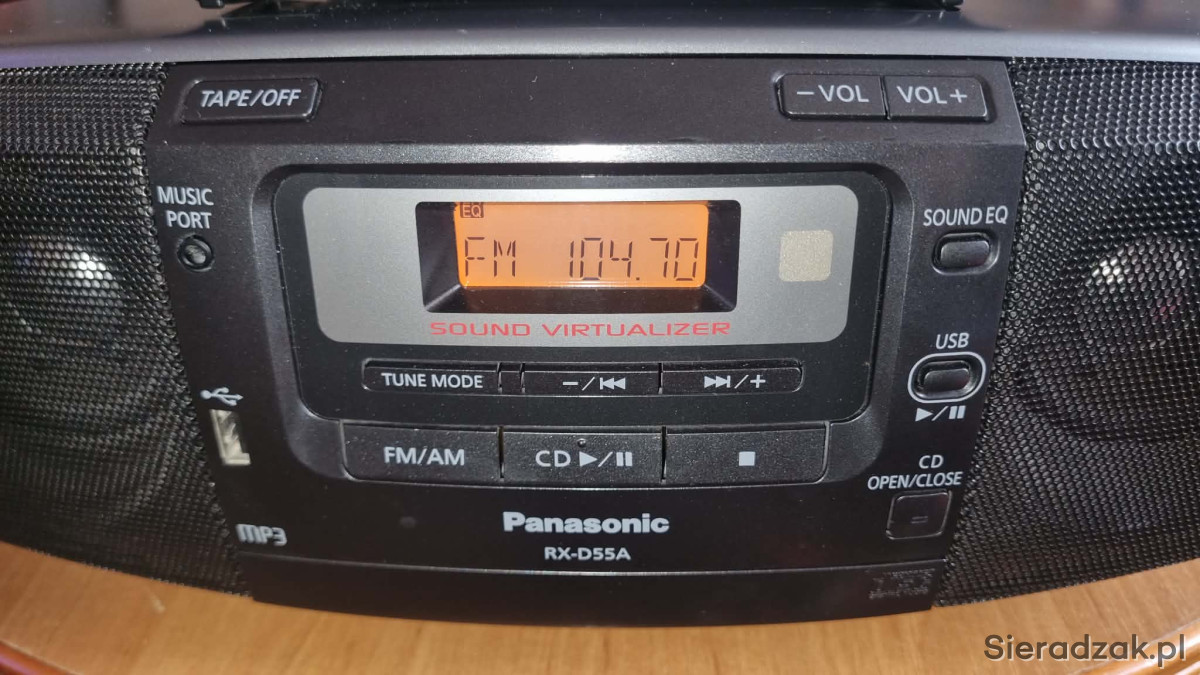 TAPE/OFF
−VOL VOL+
MUSIC
PORT
EQ
FM 104.70
SOUND EQ
SOUND VIRTUALIZER
USB
TUNE MODE −/⏮ ⏭/+
▶/⏸
FM/AM CD ▶/⏸ ■
CD
OPEN/CLOSE
MP3
Panasonic
RX-D55A
Sieradzak.pl